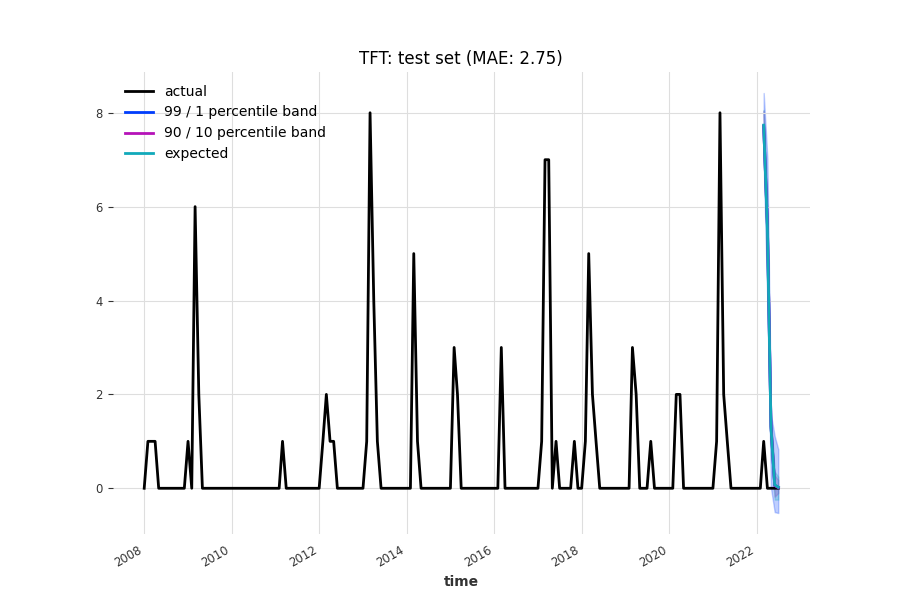 TFT: test set (MAE: 2.75)
actual
99 / 1 percentile band
90 / 10 percentile band
expected
8
6
4
2
0
2008
2010
2012
2014
2016
2018
2020
2022
time